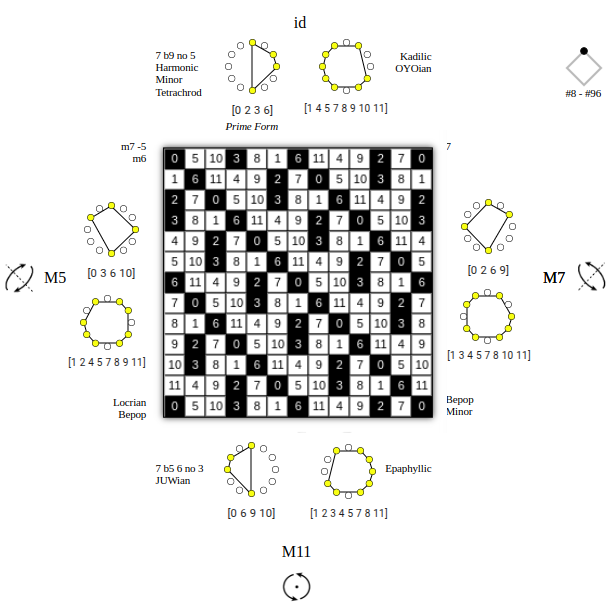 id
7 b9 no 5
Harmonic
Minor
Tetrachrod
Kadilic
OYOian
#8 - #96
[0 2 3 6]
[1 4 5 7 8 9 10 11]
Prime Form
m7 -5
m6
7
0 5 10 3 8 1 6 11 4 9 2 7 0
1 6 11 4 9 2 7 0 5 10 3 8 1
2 7 0 5 10 3 8 1 6 11 4 9 2
3 8 1 6 11 4 9 2 7 0 5 10 3
4 9 2 7 0 5 10 3 8 1 6 11 4
5 10 3 8 1 6 11 4 9 2 7 0 5
6 11 4 9 2 7 0 5 10 3 8 1 6
7 0 5 10 3 8 1 6 11 4 9 2 7
8 1 6 11 4 9 2 7 0 5 10 3 8
9 2 7 0 5 10 3 8 1 6 11 4 9
10 3 8 1 6 11 4 9 2 7 0 5 10
11 4 9 2 7 0 5 10 3 8 1 6 11
0 5 10 3 8 1 6 11 4 9 2 7 0
[0 3 6 10]
M5
[1 2 4 5 7 8 9 11]
Locrian
Bepop
[0 2 6 9]
M7
[1 3 4 5 7 8 10 11]
Bepop
Minor
7 b5 6 no 3
JUWian
Epaphyllic
[0 6 9 10]
[1 2 3 4 5 7 8 11]
M11